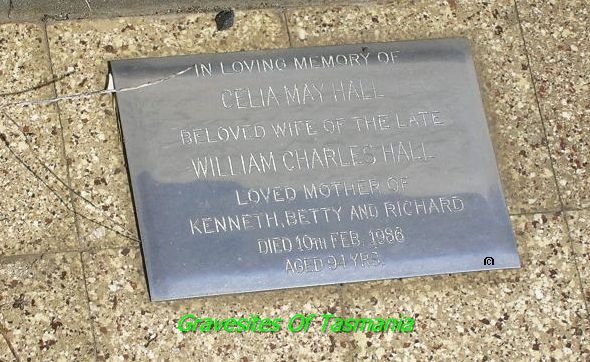 IN LOVING MEMORY OF
CELIA MAY HALL
BELOVED WIFE OF THE LATE
WILLIAM CHARLES HALL
LOVED MOTHER OF
KENNETH, BETTY AND RICHARD
DIED 10TH FEB. 1986
AGED 94 YRS.
Gravesites Of Tasmania